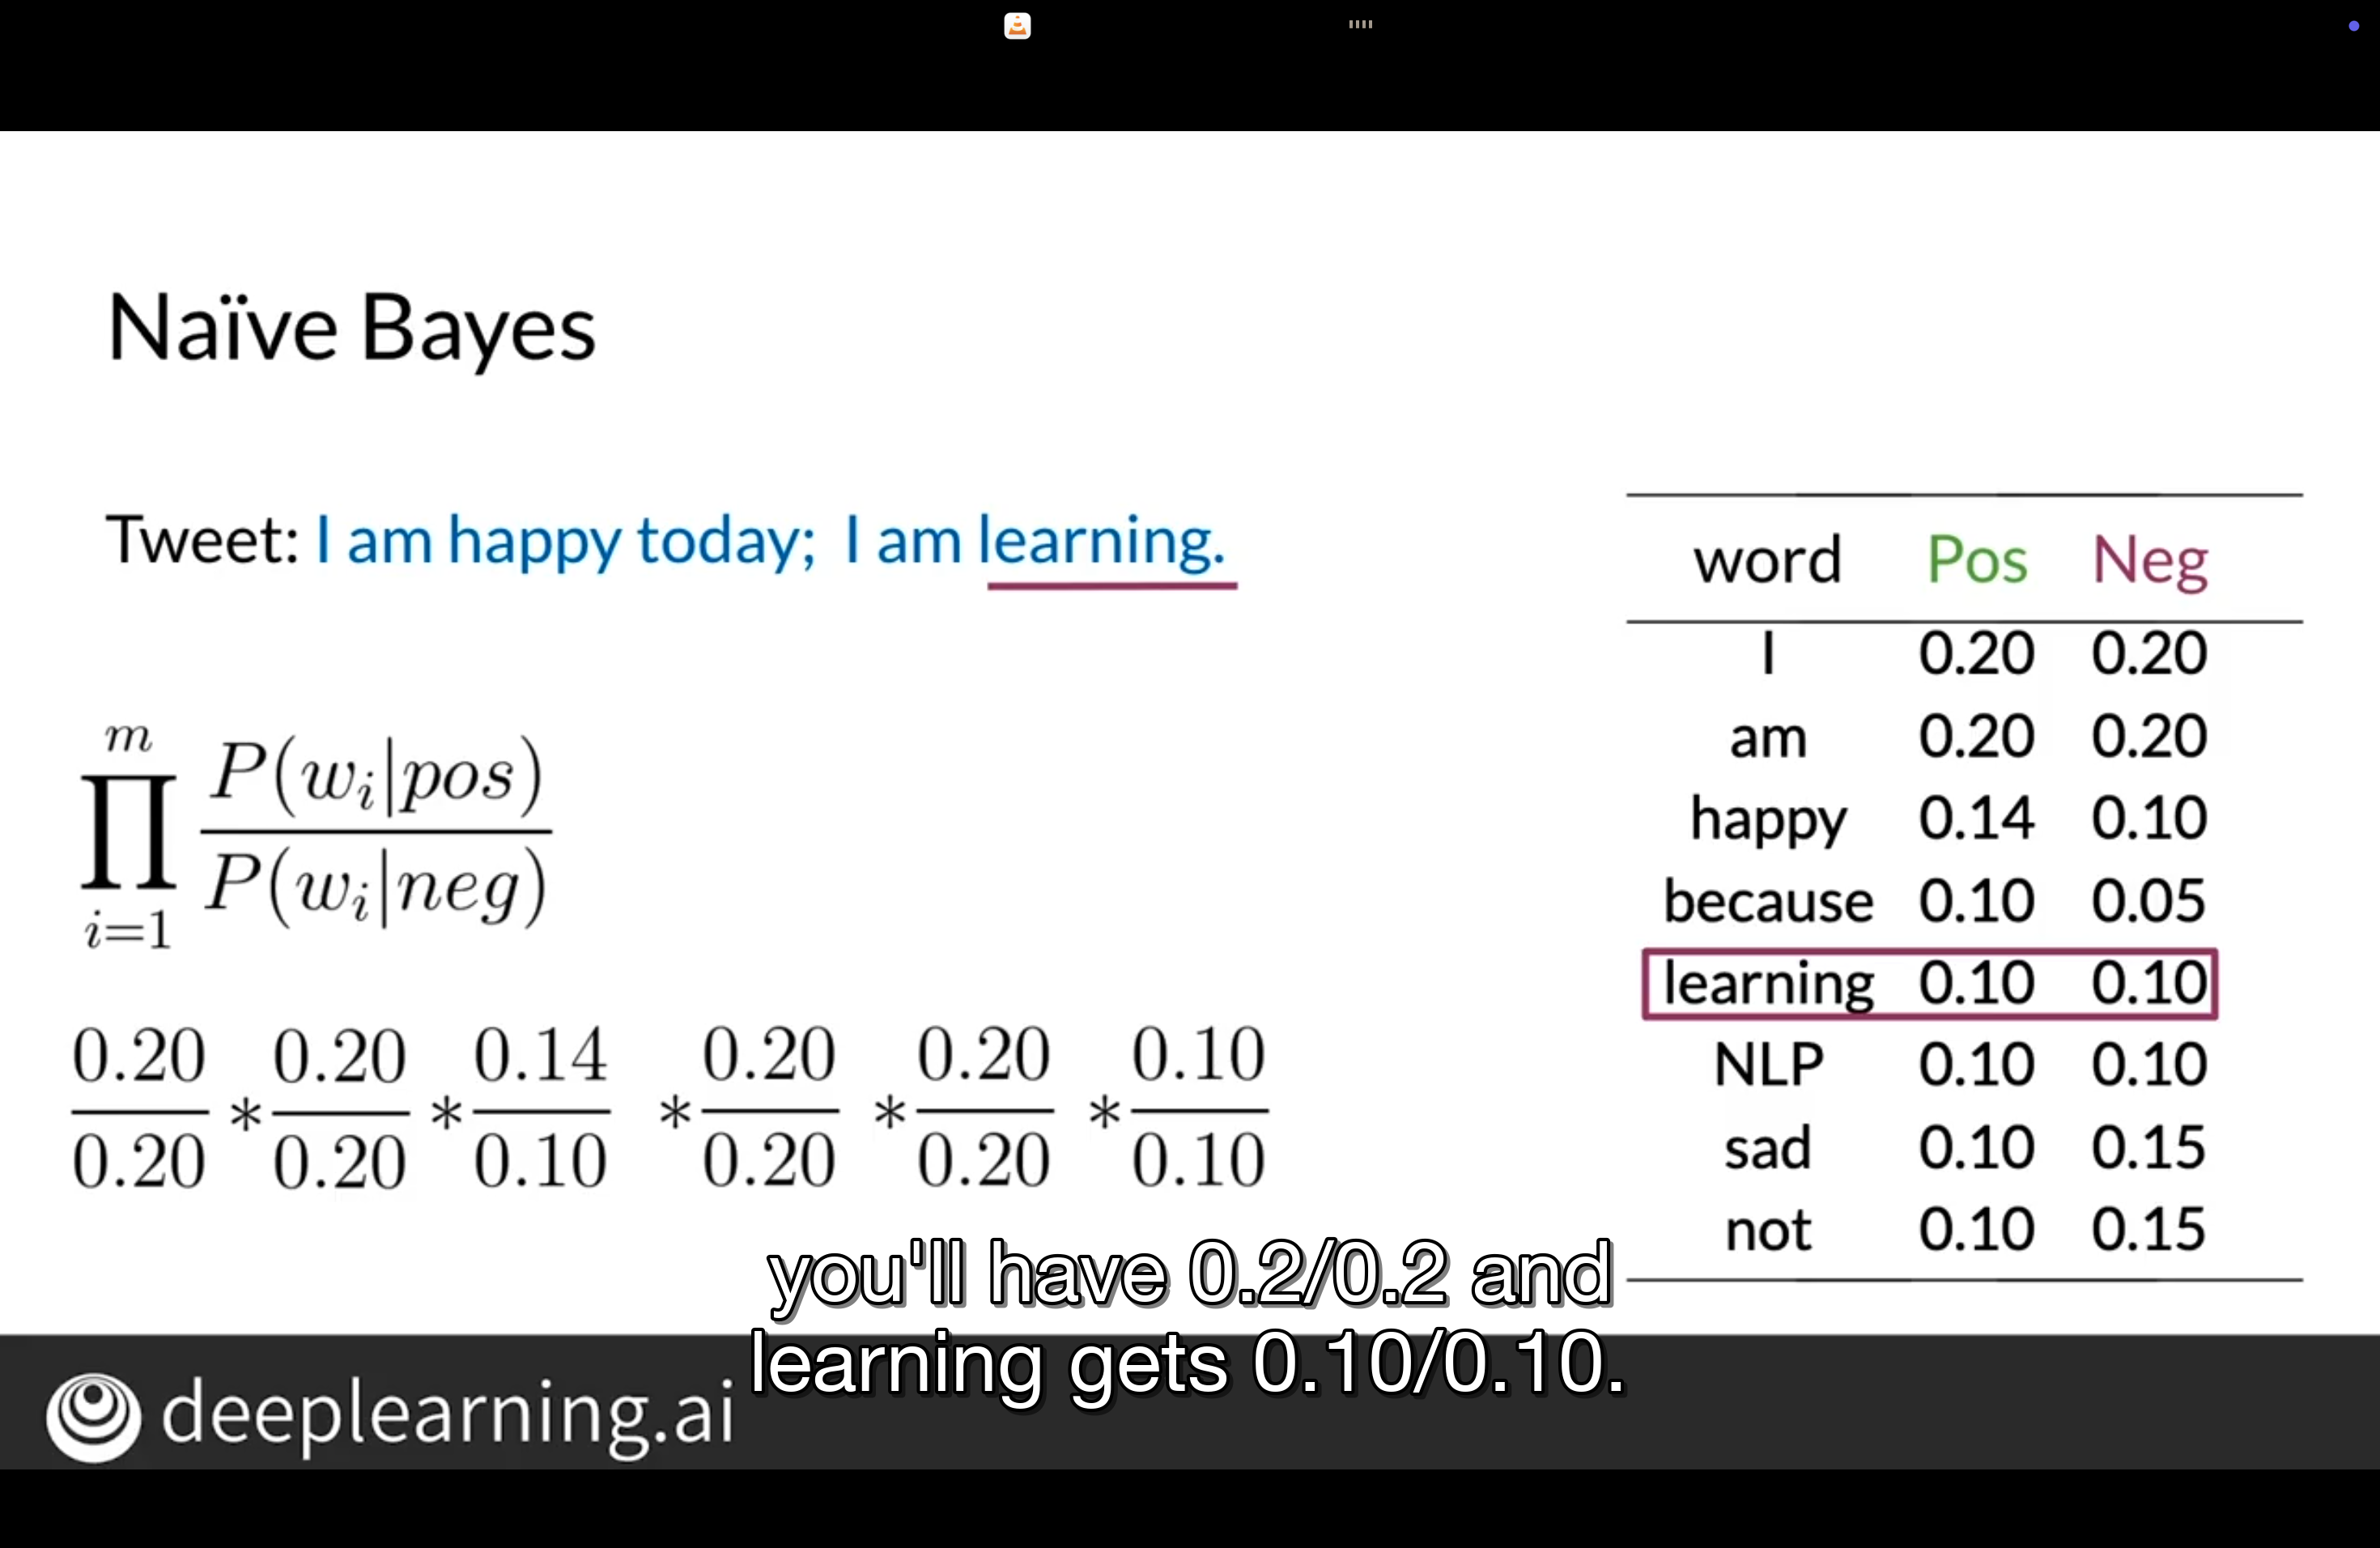 Naïve Bayes
Tweet: I am happy today; I am learning.
m
∏ P(wᵢ|pos) / P(wᵢ|neg)
i=1
0.20/0.20 * 0.20/0.20 * 0.14/0.10 * 0.20/0.20 * 0.20/0.20 * 0.10/0.10
word Pos Neg
I 0.20 0.20
am 0.20 0.20
happy 0.14 0.10
because 0.10 0.05
learning 0.10 0.10
NLP 0.10 0.10
sad 0.10 0.15
not 0.10 0.15
you'll have 0.2/0.2 and
learning gets 0.10/0.10.
deeplearning.ai